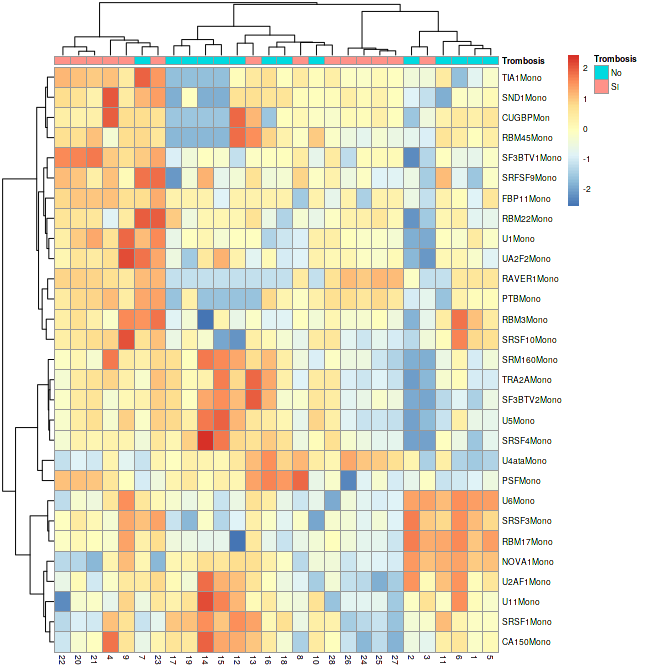 Trombosis
TIA1Mono
SND1Mono
CUGBPMon
RBM45Mono
SF3BTV1Mono
SRFSF9Mono
FBP11Mono
RBM22Mono
U1Mono
UA2F2Mono
RAVER1Mono
PTBMono
RBM3Mono
SRSF10Mono
SRM160Mono
TRA2AMono
SF3BTV2Mono
U5Mono
SRSF4Mono
U4ataMono
PSFMono
U6Mono
SRSF3Mono
RBM17Mono
NOVA1Mono
U2AF1Mono
U11Mono
SRSF1Mono
CA150Mono
22 20 21 4 9 7 23 17 19 14 15 12 13 16 18 8 10 28 26 24 25 27 2 3 11 6 1 5
2
1
0
-1
-2
Trombosis
No
SI